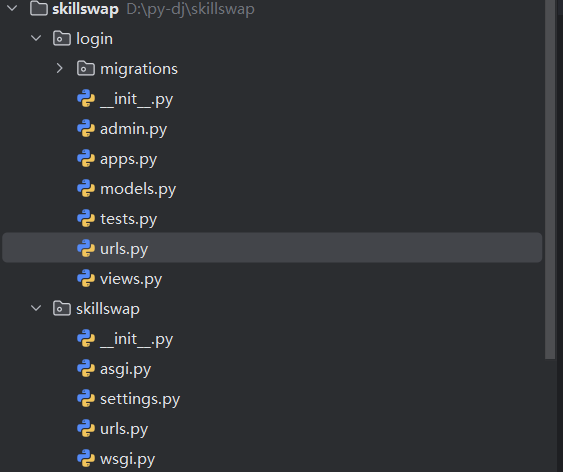 skillswap D:\py-dj\skillswap
login
migrations
__init__.py
admin.py
apps.py
models.py
tests.py
urls.py
views.py
skillswap
__init__.py
asgi.py
settings.py
urls.py
wsgi.py